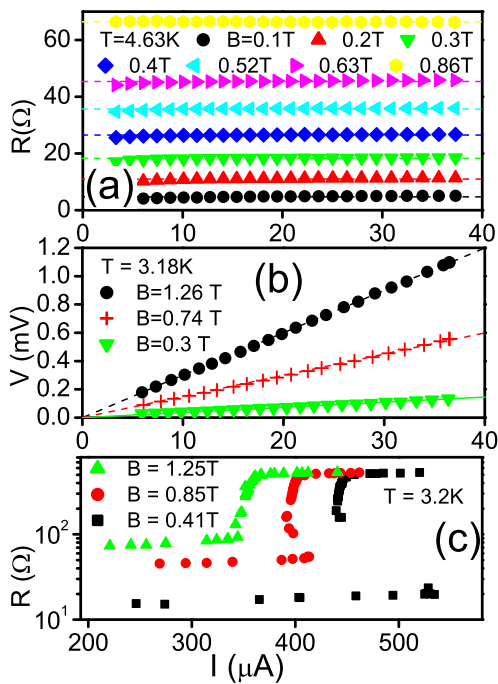 60
40
20
0
R(Ω)
T=4.63K B=0.1T 0.2T 0.3T
0.4T 0.52T 0.63T 0.86T
(a)
0 10 20 30 40
1.2
1.0
0.8
0.6
0.4
0.2
0.0
V (mV)
T = 3.18K
(b)
B=1.26 T
B=0.74 T
B=0.3 T
0 10 20 30 40
10²
10¹
R (Ω)
B = 1.25T
B = 0.85T
B = 0.41T
T = 3.2K
(c)
200 300 400 500
I (μA)